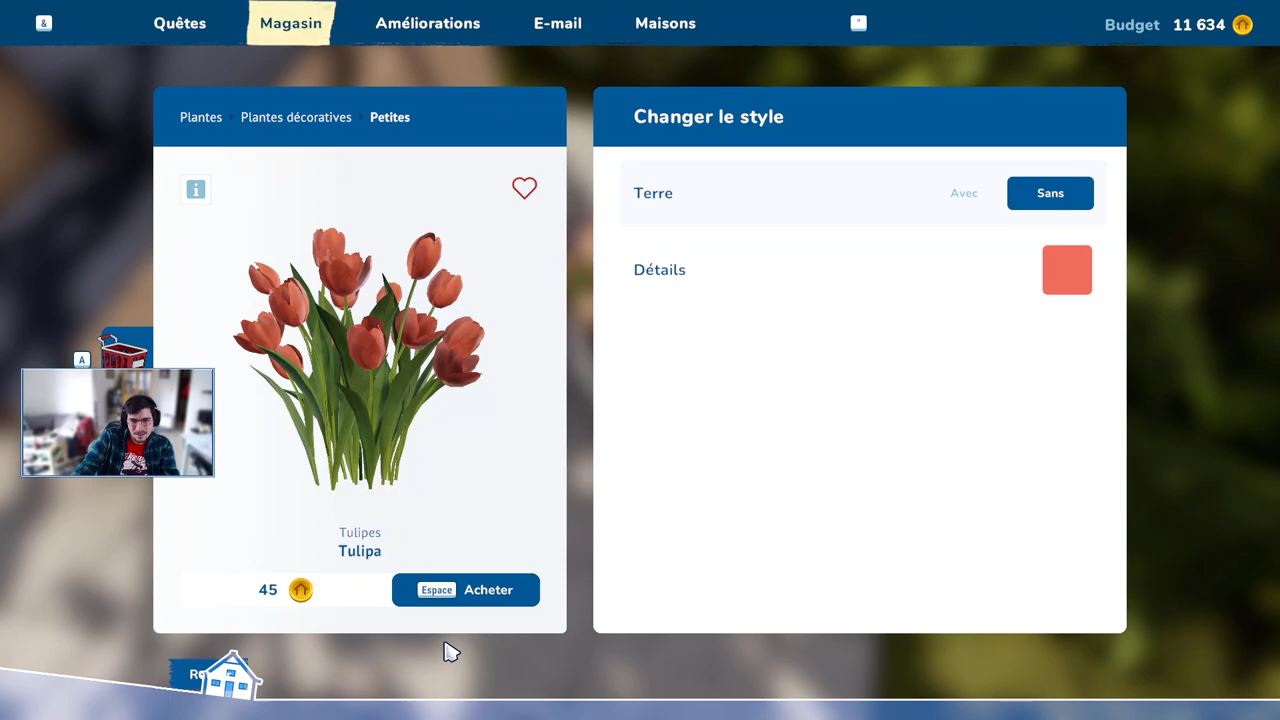 &
Quêtes
Magasin
Améliorations
E-mail
Maisons
"
Budget 11 634
Plantes Plantes décoratives Petites
i
Tulipes
Tulipa
45
Espace Acheter
A
Changer le style
Terre
Avec
Sans
Détails